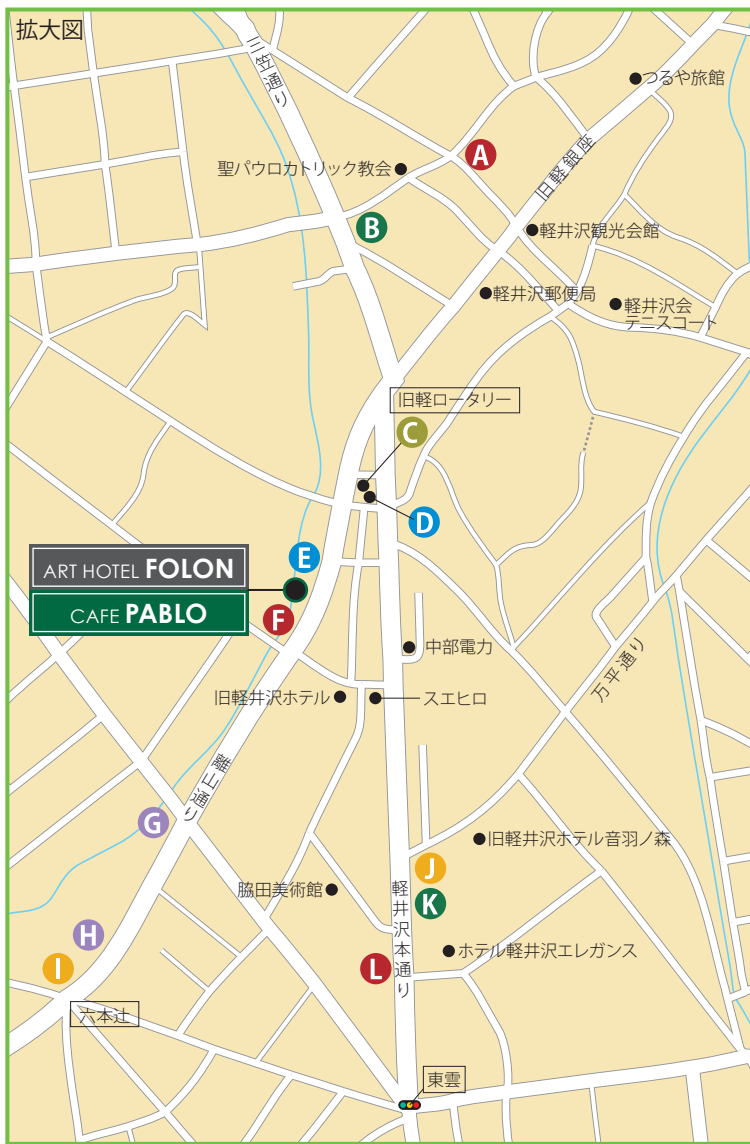 拡大図
三笠通り
つるや旅館
A
聖パウロカトリック教会
旧軽銀座
B
軽井沢観光会館
軽井沢郵便局
軽井沢会
テニスコート
旧軽ロータリー
C
D
E
ART HOTEL FOLON
CAFE PABLO
F
中部電力
万平通り
旧軽井沢ホテル
スエヒロ
離山通り
G
旧軽井沢ホテル音羽ノ森
J
脇田美術館
軽井沢本通り
K
H
ホテル軽井沢エレガンス
I
L
六本辻
東雲